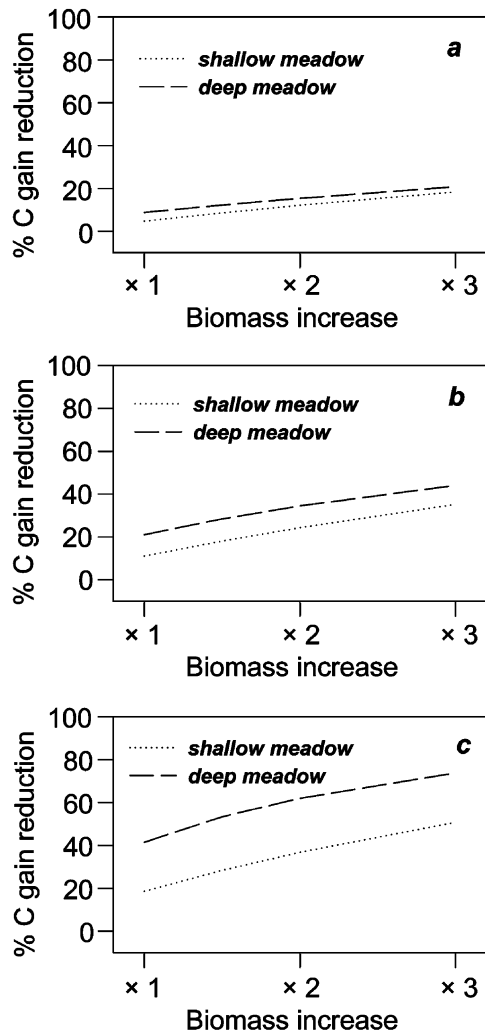 % C gain reduction
100
80
60
40
20
0
a
shallow meadow
deep meadow
× 1
× 2
× 3
Biomass increase
% C gain reduction
100
80
60
40
20
0
b
shallow meadow
deep meadow
× 1
× 2
× 3
Biomass increase
% C gain reduction
100
80
60
40
20
0
c
shallow meadow
deep meadow
× 1
× 2
× 3
Biomass increase